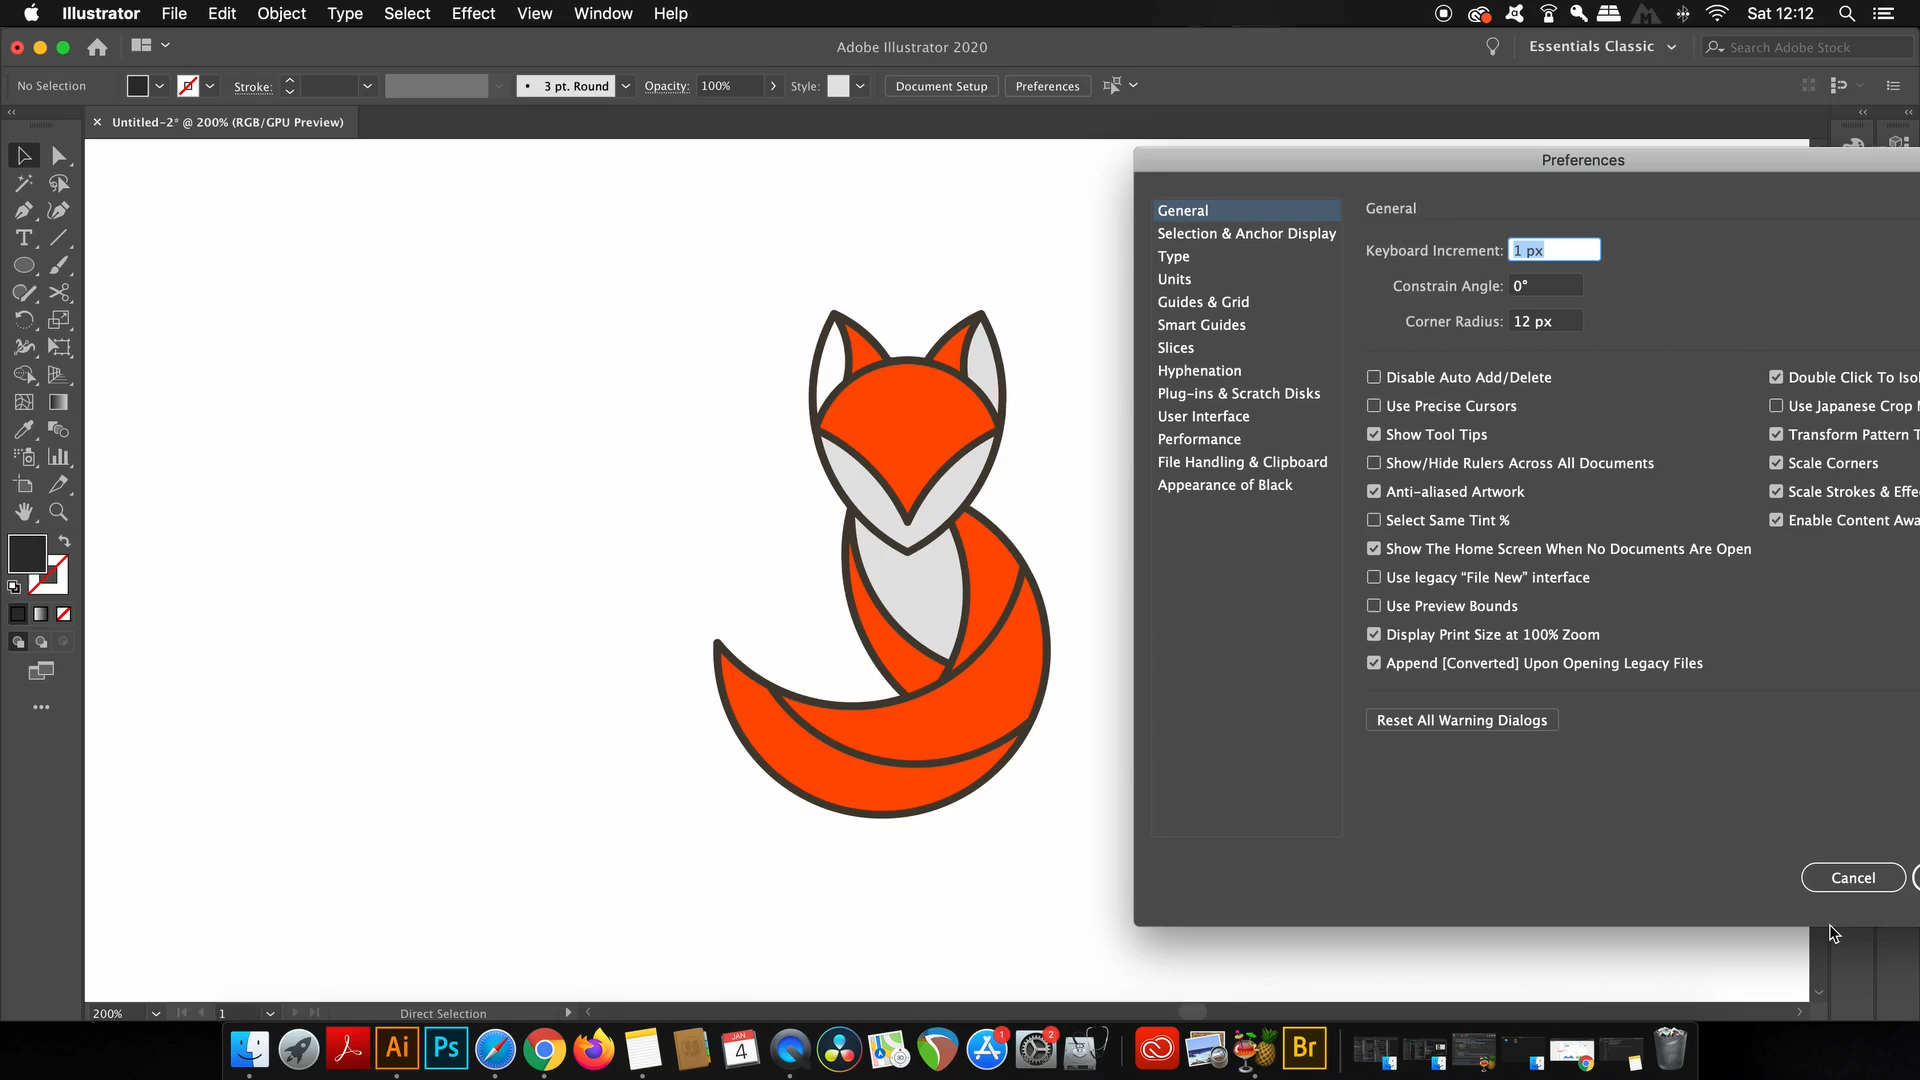 Illustrator File Edit Object Type Select Effect View Window Help
Sat 12:12
Adobe Illustrator 2020
Essentials Classic
Search Adobe Stock
No Selection
Stroke:
3 pt. Round
Opacity: 100%
Style:
Document Setup
Preferences
× Untitled-2* @ 200% (RGB/GPU Preview)
Preferences
General
Selection & Anchor Display
Type
Units
Guides & Grid
Smart Guides
Slices
Hyphenation
Plug-ins & Scratch Disks
User Interface
Performance
File Handling & Clipboard
Appearance of Black
General
Keyboard Increment: 1 px
Constrain Angle: 0°
Corner Radius: 12 px
Disable Auto Add/Delete
Use Precise Cursors
Show Tool Tips
Show/Hide Rulers Across All Documents
Anti-aliased Artwork
Select Same Tint %
Show The Home Screen When No Documents Are Open
Use legacy “File New” interface
Use Preview Bounds
Display Print Size at 100% Zoom
Append [Converted] Upon Opening Legacy Files
Double Click To Isol
Use Japanese Crop
Transform Pattern T
Scale Corners
Scale Strokes & Effe
Enable Content Awa
Reset All Warning Dialogs
Cancel
200%
1
Direct Selection
Ai
Ps
JAN
4
3D
1
2
Br